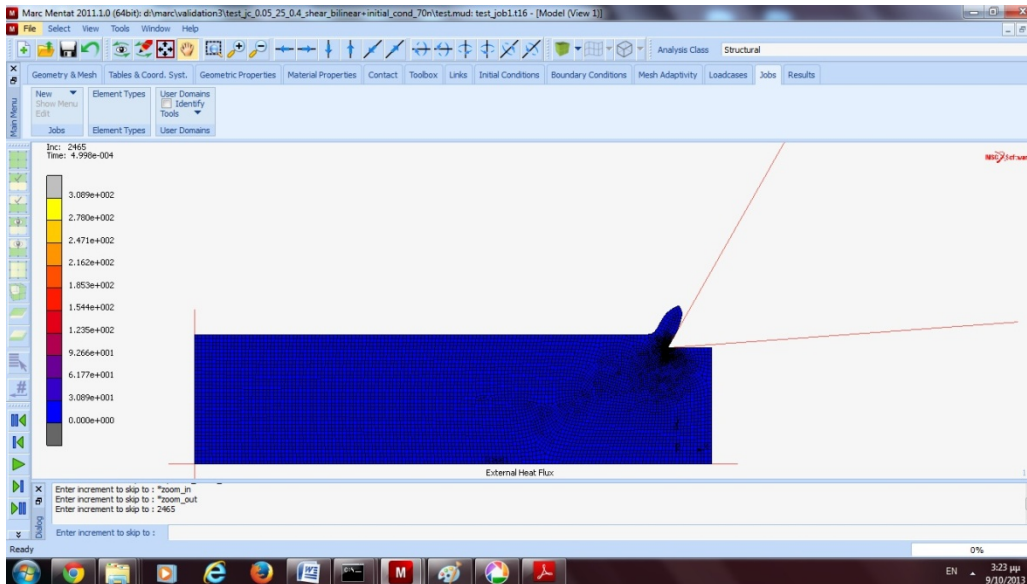 Marc Mentat 2011.1.0 (64bit): d:\marc\validation3\test_jc_0.05_25_0.4_shear_bilinear+initial_cond_70n\test.mud: test_job1.t16 - [Model (View 1)]
File Select View Tools Window Help
Analysis Class Structural
Geometry & Mesh Tables & Coord. Syst. Geometric Properties Material Properties Contact Toolbox Links Initial Conditions Boundary Conditions Mesh Adaptivity Loadcases Jobs Results
Main Menu
New Element Types User Domains
Show Menu Identify
Edit Tools
Jobs Element Types User Domains
Inc: 2465
Time: 4.998e-004
3.089e+002
2.780e+002
2.471e+002
2.162e+002
1.853e+002
1.544e+002
1.235e+002
9.266e+001
6.177e+001
3.089e+001
0.000e+000
External Heat Flux
1
Dialog
Enter increment to skip to : *zoom_in
Enter increment to skip to : *zoom_out
Enter increment to skip to : 2465
Enter increment to skip to :
Ready
0%
EN
3:23 μμ
9/10/2013